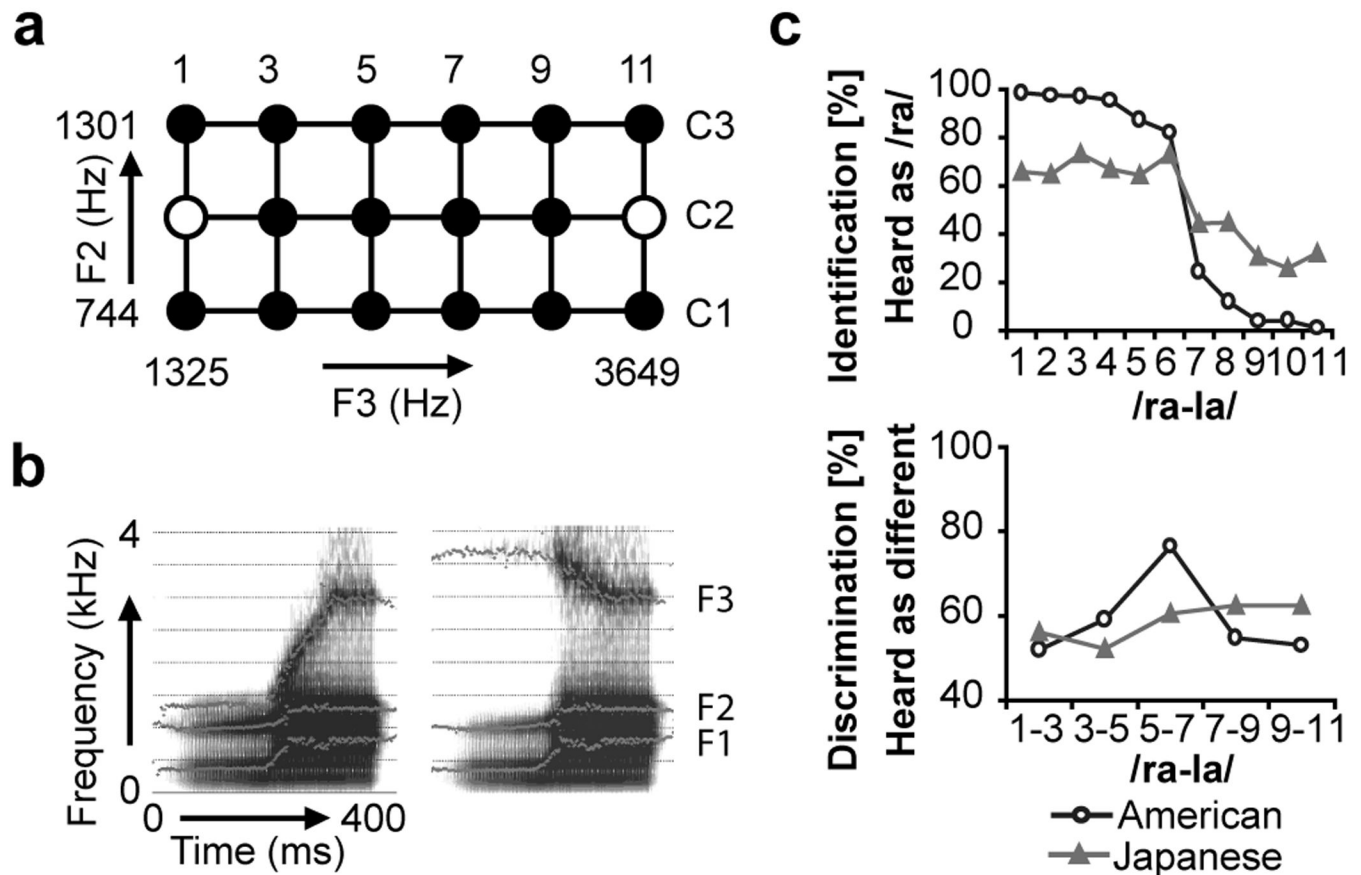 a
1 3 5 7 9 11
1301 C3
F2 (Hz)
C2
744 C1
1325 3649
F3 (Hz)
b
4
Frequency (kHz)
0
0 400
Time (ms)
F3
F2
F1
c
Identification [%]
Heard as /ra/
100
80
60
40
20
0
1 2 3 4 5 6 7 8 9 10 11
/ra-la/
Discrimination [%]
Heard as different
100
80
60
40
1-3 3-5 5-7 7-9 9-11
/ra-la/
American
Japanese